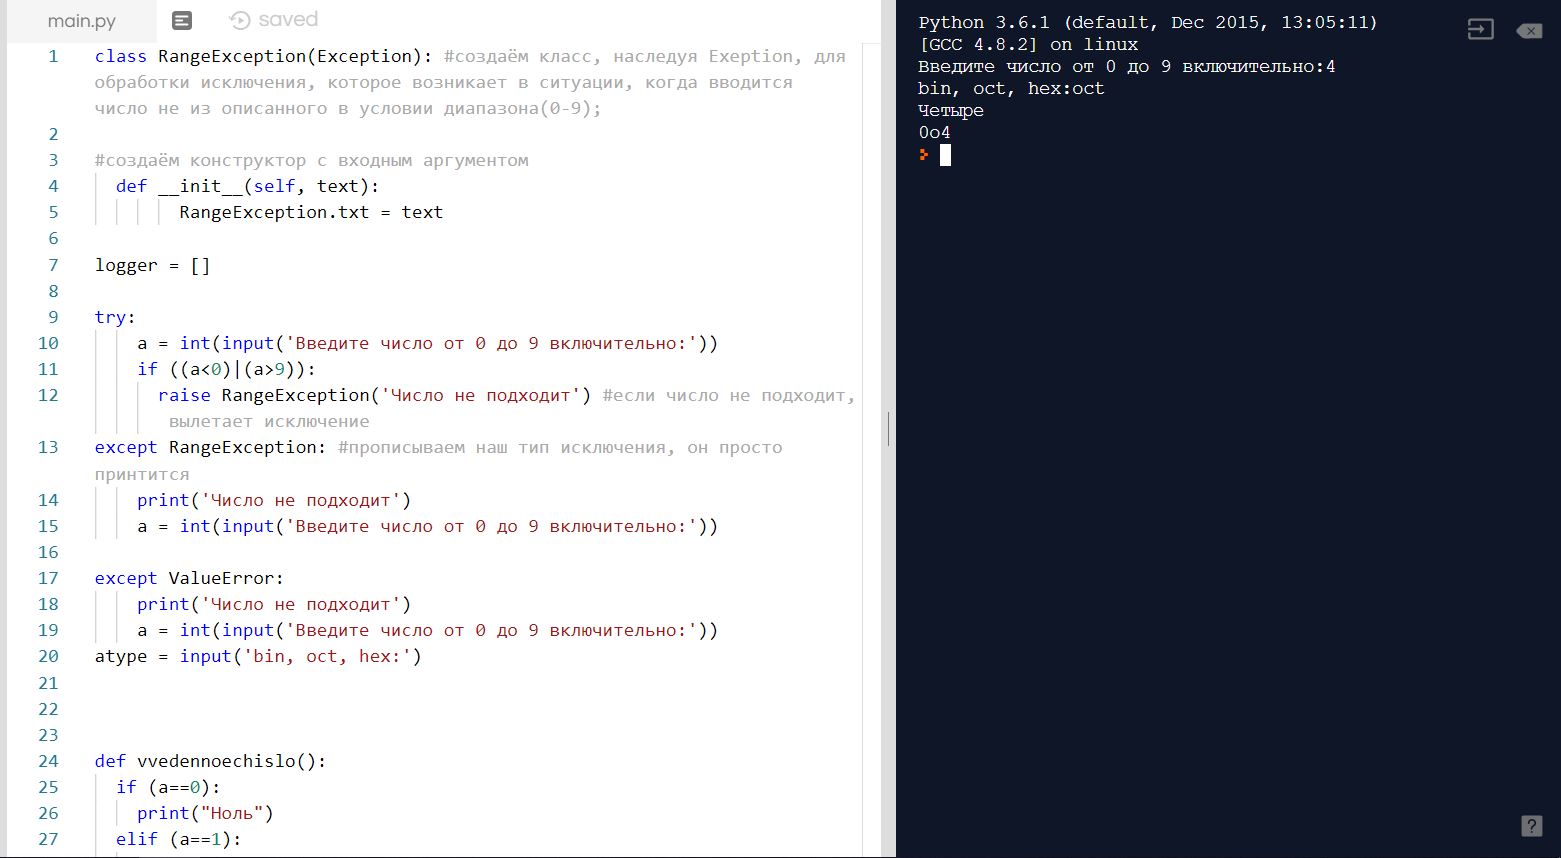 main.py saved
1 class RangeException(Exception): #создаём класс, наследуя Exeption, для
обработки исключения, которое возникает в ситуации, когда вводится
число не из описанного в условии диапазона(0-9);
2
3 #создаём конструктор с входным аргументом
4 def __init__(self, text):
5 RangeException.txt = text
6
7 logger = []
8
9 try:
10 a = int(input('Введите число от 0 до 9 включительно:'))
11 if ((a<0)|(a>9)):
12 raise RangeException('Число не подходит') #если число не подходит,
вылетает исключение
13 except RangeException: #прописываем наш тип исключения, он просто
принтится
14 print('Число не подходит')
15 a = int(input('Введите число от 0 до 9 включительно:'))
16
17 except ValueError:
18 print('Число не подходит')
19 a = int(input('Введите число от 0 до 9 включительно:'))
20 atype = input('bin, oct, hex:')
21
22
23
24 def vvedennoechislo():
25 if (a==0):
26 print("Ноль")
27 elif (a==1):
Python 3.6.1 (default, Dec 2015, 13:05:11)
[GCC 4.8.2] on linux
Введите число от 0 до 9 включительно:4
bin, oct, hex:oct
Четыре
0o4
?